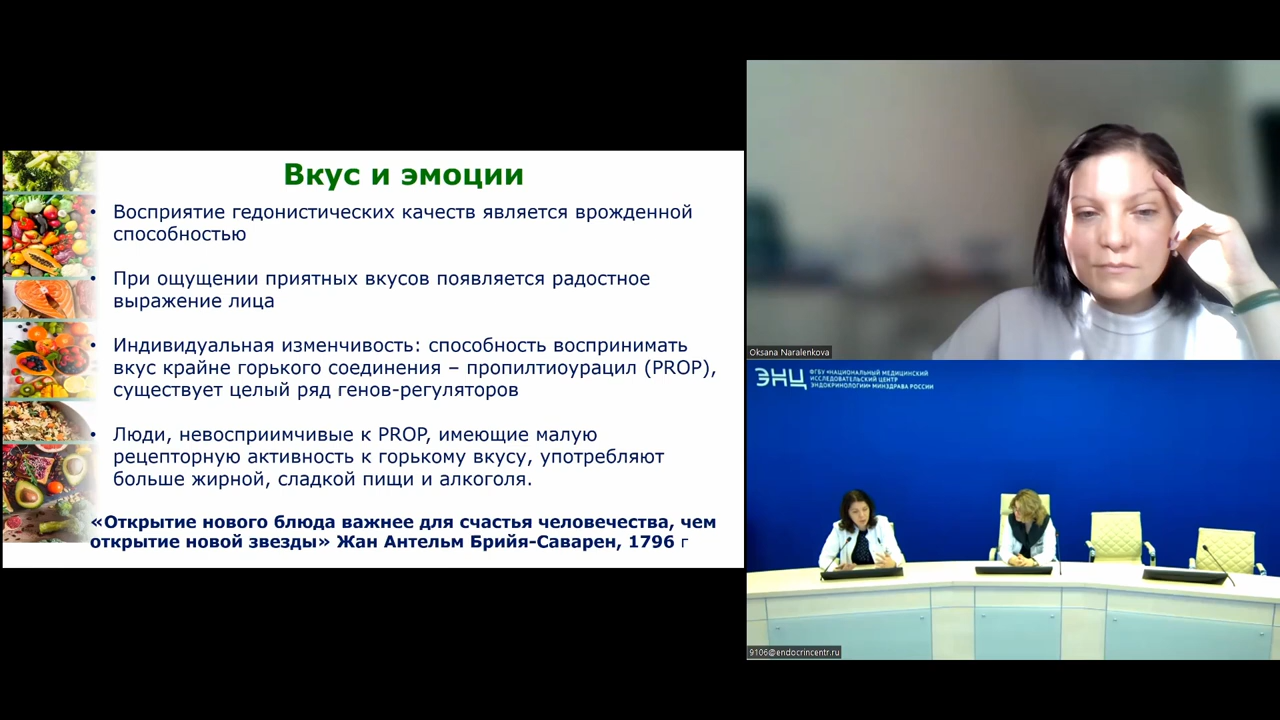 Вкус и эмоции
• Восприятие гедонистических качеств является врожденной
способностью
• При ощущении приятных вкусов появляется радостное
выражение лица
• Индивидуальная изменчивость: способность воспринимать
вкус крайне горького соединения – пропилтиоурацил (PROP),
существует целый ряд генов-регуляторов
• Люди, невосприимчивые к PROP, имеющие малую
рецепторную активность к горькому вкусу, употребляют
больше жирной, сладкой пищи и алкоголя.
«Открытие нового блюда важнее для счастья человечества, чем
открытие новой звезды» Жан Антельм Брийя-Саварен, 1796 г
Oksana Naralenkova
ЭНЦ
ФГБУ «НАЦИОНАЛЬНЫЙ МЕДИЦИНСКИЙ
ИССЛЕДОВАТЕЛЬСКИЙ ЦЕНТР
ЭНДОКРИНОЛОГИИ» МИНЗДРАВА РОССИИ
9106@endocrincentr.ru